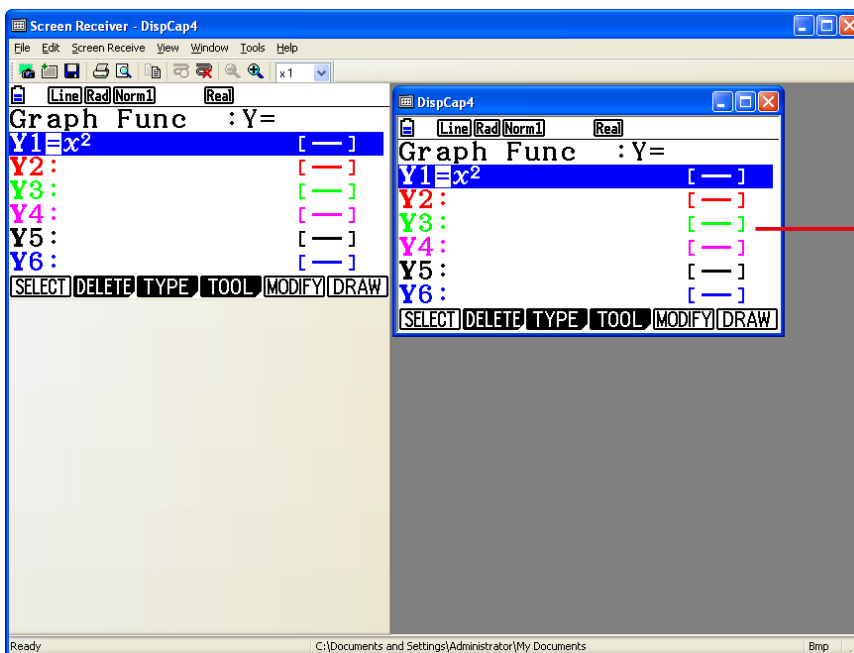 Screen Receiver - DispCap4
File Edit Screen Receive View Window Tools Help
x1
Line Rad Norm1 Real
Graph Func :Y=
Y1=x² [—]
Y2: [—]
Y3: [—]
Y4: [—]
Y5: [—]
Y6: [—]
SELECT DELETE TYPE TOOL MODIFY DRAW
DispCap4
Line Rad Norm1 Real
Graph Func :Y=
Y1=x² [—]
Y2: [—]
Y3: [—]
Y4: [—]
Y5: [—]
Y6: [—]
SELECT DELETE TYPE TOOL MODIFY DRAW
Ready C:\Documents and Settings\Administrator\My Documents Bmp